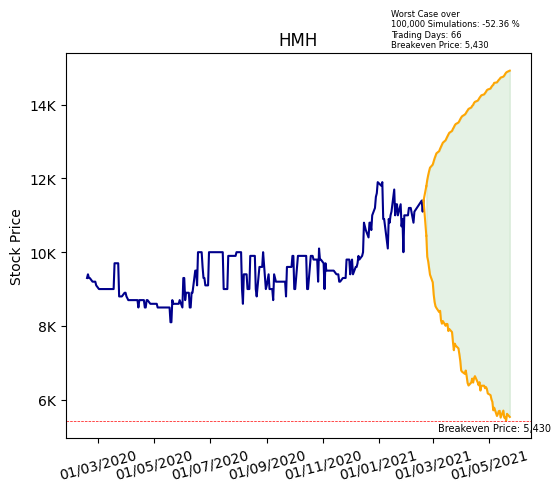 Worst Case over
100,000 Simulations: -52.36 %
Trading Days: 66
Breakeven Price: 5,430
HMH
Stock Price
14K
12K
10K
8K
6K
Breakeven Price: 5,430
01/03/2020
01/05/2020
01/07/2020
01/09/2020
01/11/2020
01/01/2021
01/03/2021
01/05/2021